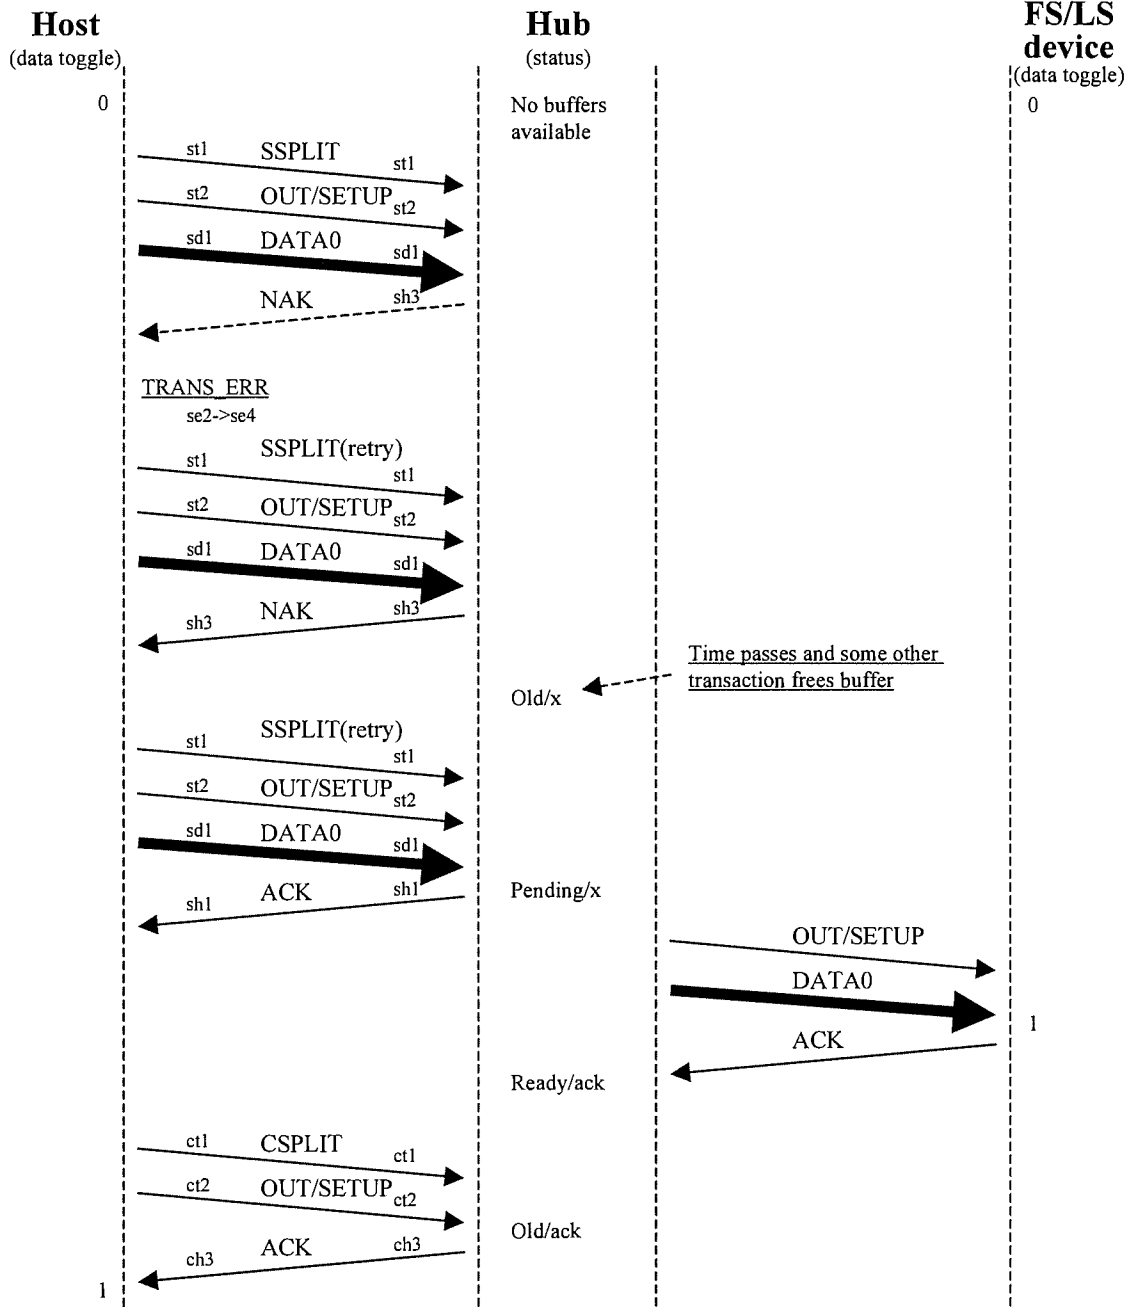 Host
(data toggle)
Hub
(status)
FS/LS
device
(data toggle)
0
No buffers
available
0
st1 SSPLIT st1
st2 OUT/SETUP st2
sd1 DATA0 sd1
NAK sh3
TRANS_ERR
se2->se4
st1 SSPLIT(retry) st1
st2 OUT/SETUP st2
sd1 DATA0 sd1
sh3 NAK sh3
Time passes and some other
transaction frees buffer
Old/x
st1 SSPLIT(retry) st1
st2 OUT/SETUP st2
sd1 DATA0 sd1
sh1 ACK sh1
Pending/x
OUT/SETUP
DATA0
1
ACK
Ready/ack
ct1 CSPLIT ct1
ct2 OUT/SETUP ct2
Old/ack
ch3 ACK ch3
1